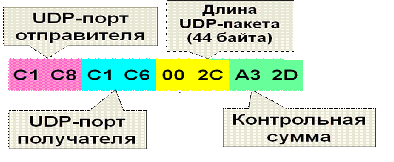 UDP-порт
отправителя
Длина
UDP-пакета
(44 байта)
C1 C8 C1 C6 00 2C A3 2D
UDP-порт
получателя
Контрольная
сумма